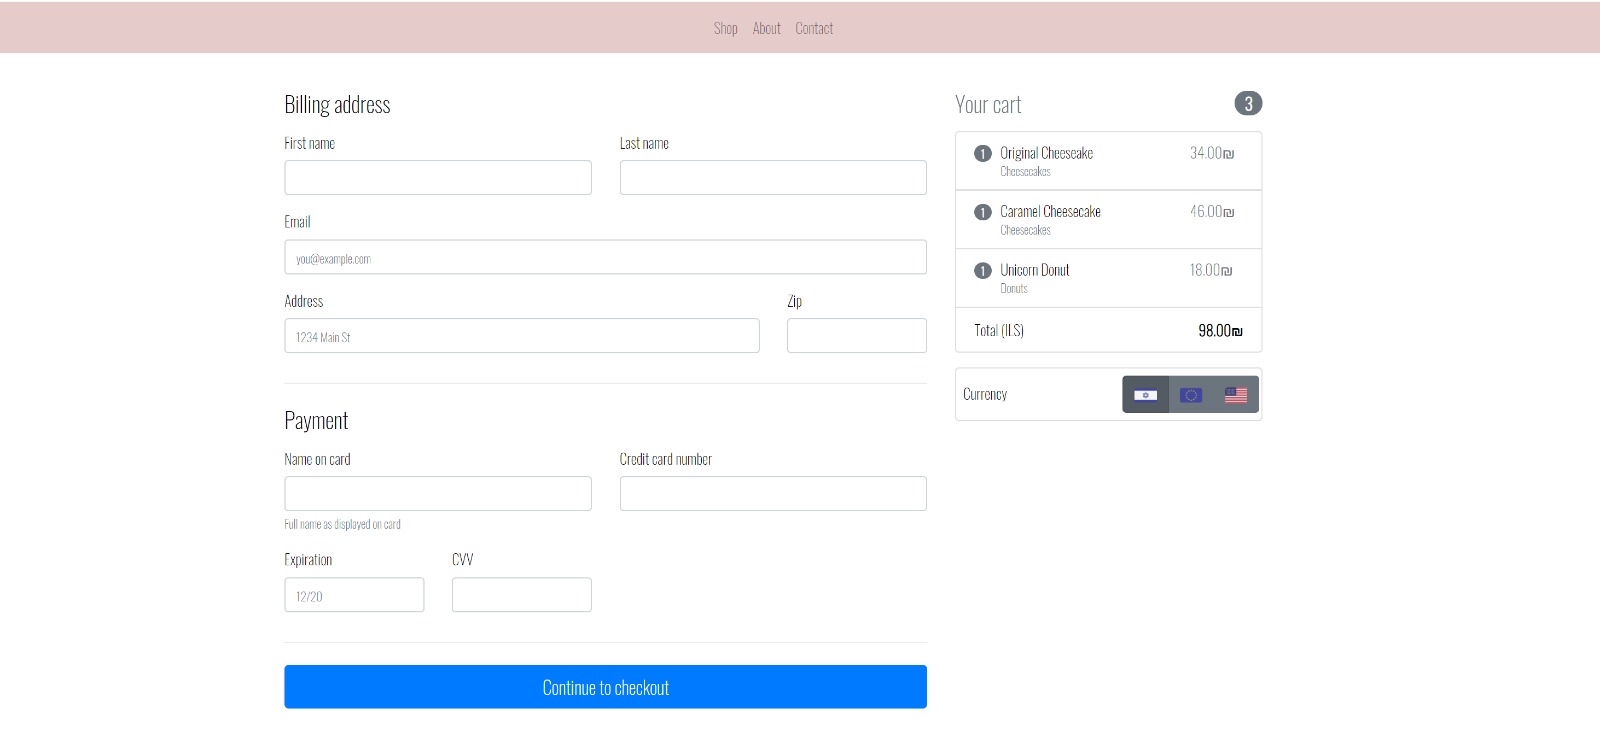 Shop About Contact
Billing address
First name Last name
Email
you@example.com
Address Zip
1234 Main St
Payment
Name on card Credit card number
Full name as displayed on card
Expiration CVV
12/20
Continue to checkout
Your cart 3
1 Original Cheeseake 34.00₪
Cheesecakes
1 Caramel Cheesecake 46.00₪
Cheesecakes
1 Unicorn Donut 18.00₪
Donuts
Total (ILS) 98.00₪
Currency